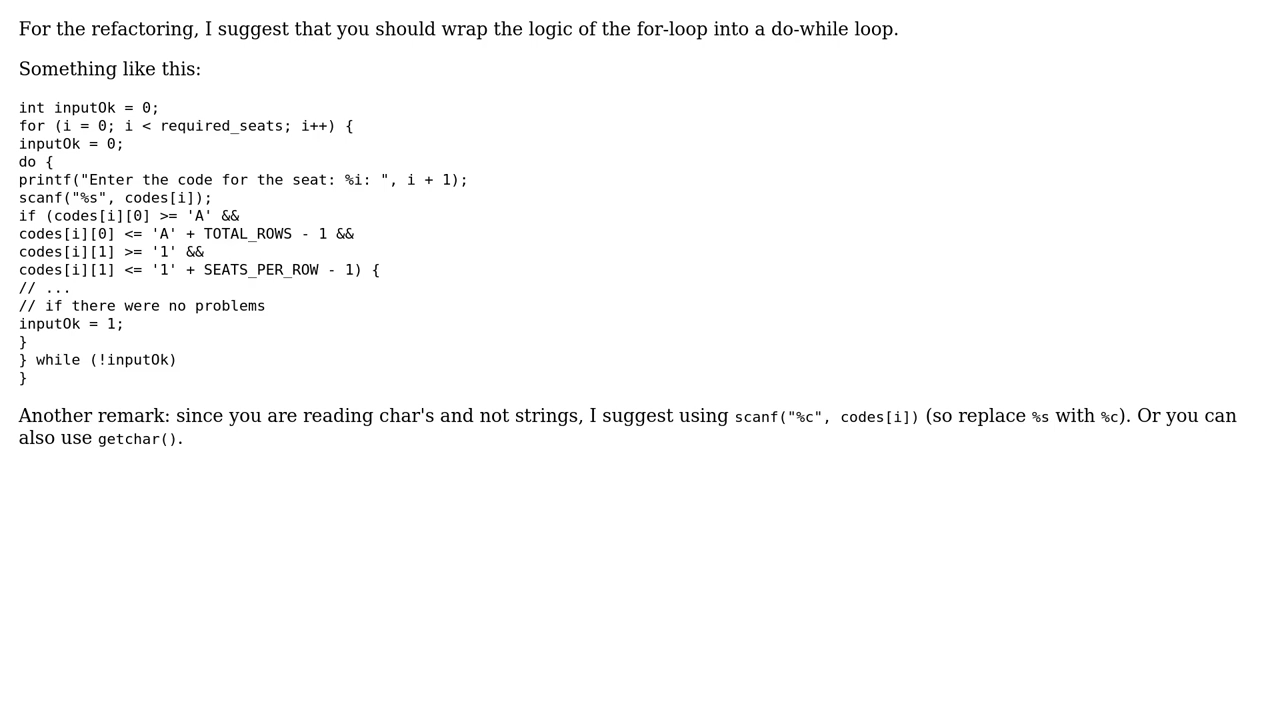 For the refactoring, I suggest that you should wrap the logic of the for-loop into a do-while loop.
Something like this:
int inputOk = 0;
for (i = 0; i < required_seats; i++) {
inputOk = 0;
do {
printf("Enter the code for the seat: %i: ", i + 1);
scanf("%s", codes[i]);
if (codes[i][0] >= 'A' &&
codes[i][0] <= 'A' + TOTAL_ROWS - 1 &&
codes[i][1] >= '1' &&
codes[i][1] <= '1' + SEATS_PER_ROW - 1) {
// ...
// if there were no problems
inputOk = 1;
}
} while (!inputOk)
}
Another remark: since you are reading char's and not strings, I suggest using scanf("%c", codes[i]) (so replace %s with %c). Or you can
also use getchar().